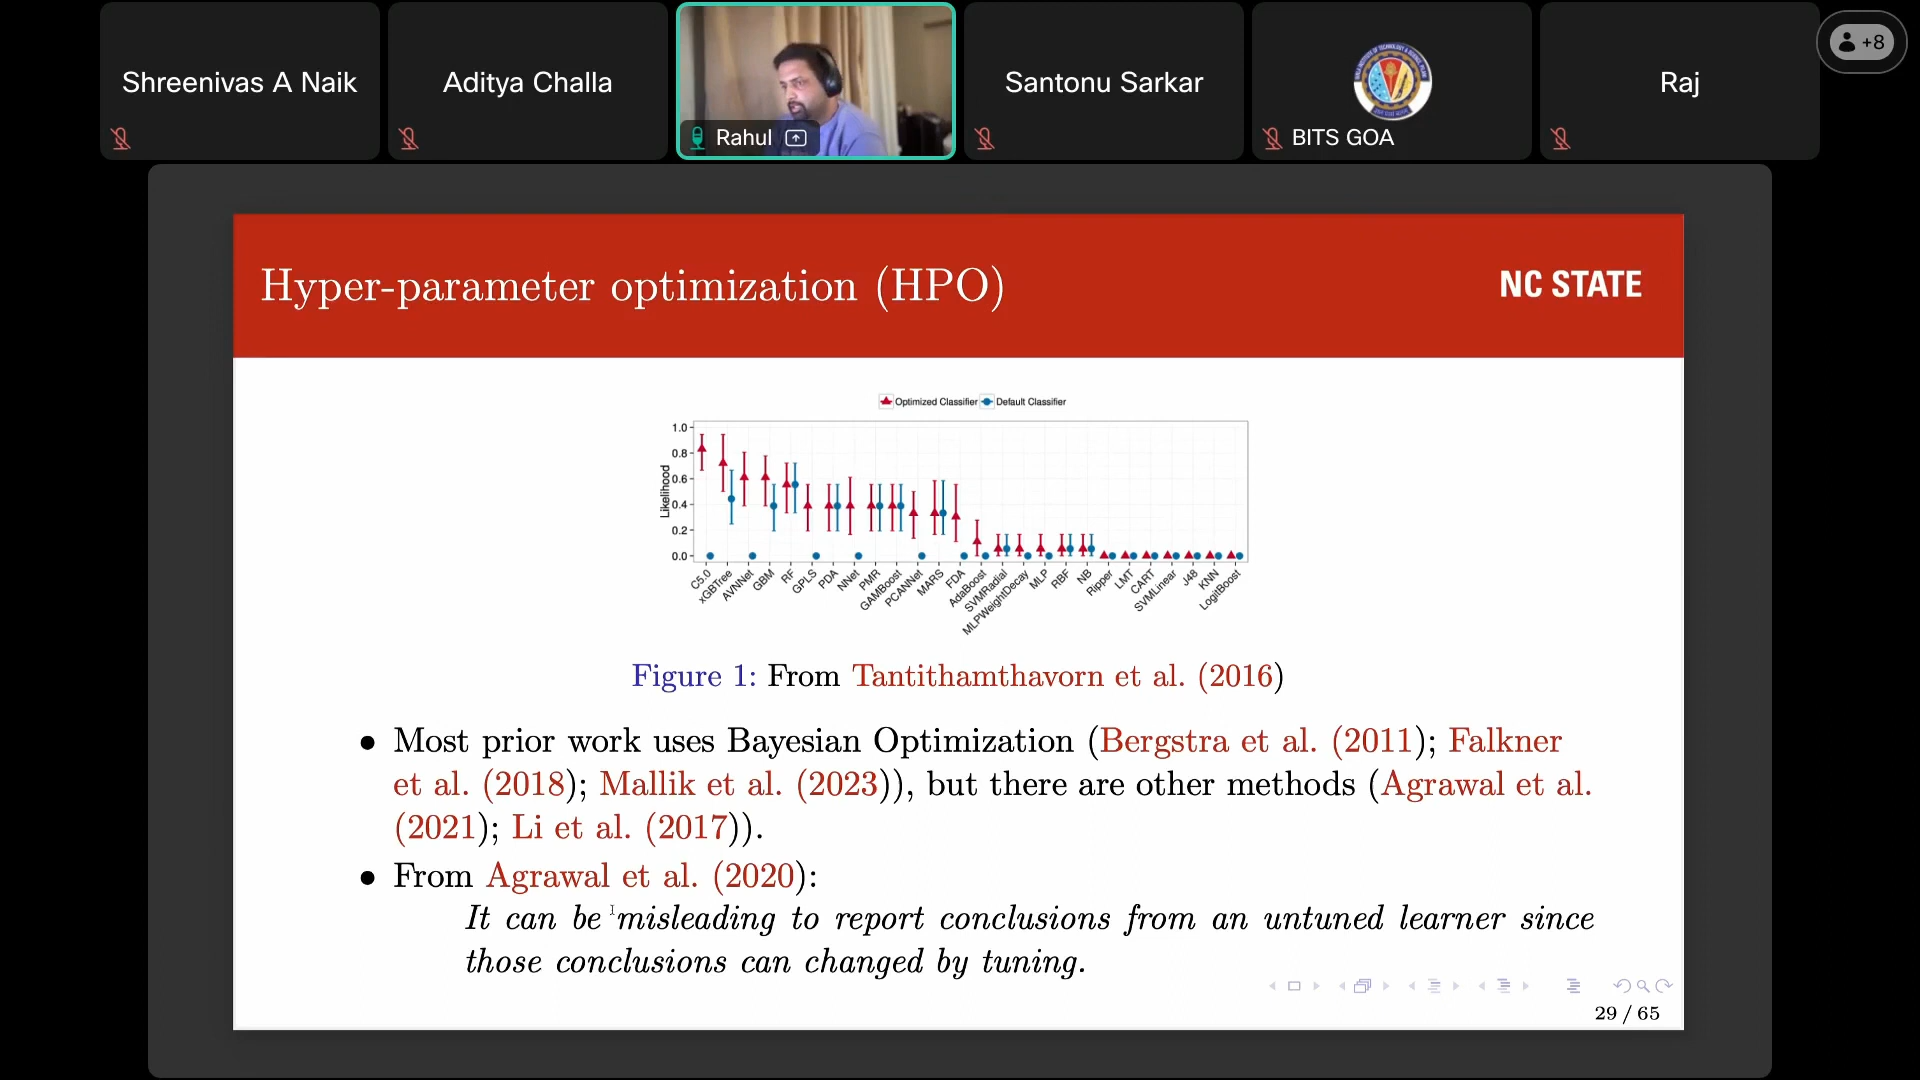 Shreenivas A Naik
Aditya Challa
Rahul
Santonu Sarkar
BITS GOA
Raj
+8
Hyper-parameter optimization (HPO)
NC STATE
Optimized Classifier Default Classifier
Likelihood
1.0
0.8
0.6
0.4
0.2
0.0
C5.0
xGBTree
AVNNet
GBM
RF
GPLS
PDA
NNet
PMR
GAMBoost
PCANNet
MARS
FDA
AdaBoost
SVMRadial
MLPWeightDecay
MLP
RBF
NB
Ripper
LMT
CART
SVMLinear
J48
KNN
LogitBoost
Figure 1: From Tantithamthavorn et al. (2016)
• Most prior work uses Bayesian Optimization (Bergstra et al. (2011); Falkner
et al. (2018); Mallik et al. (2023)), but there are other methods (Agrawal et al.
(2021); Li et al. (2017)).
• From Agrawal et al. (2020):
It can be misleading to report conclusions from an untuned learner since
those conclusions can changed by tuning.
29 / 65